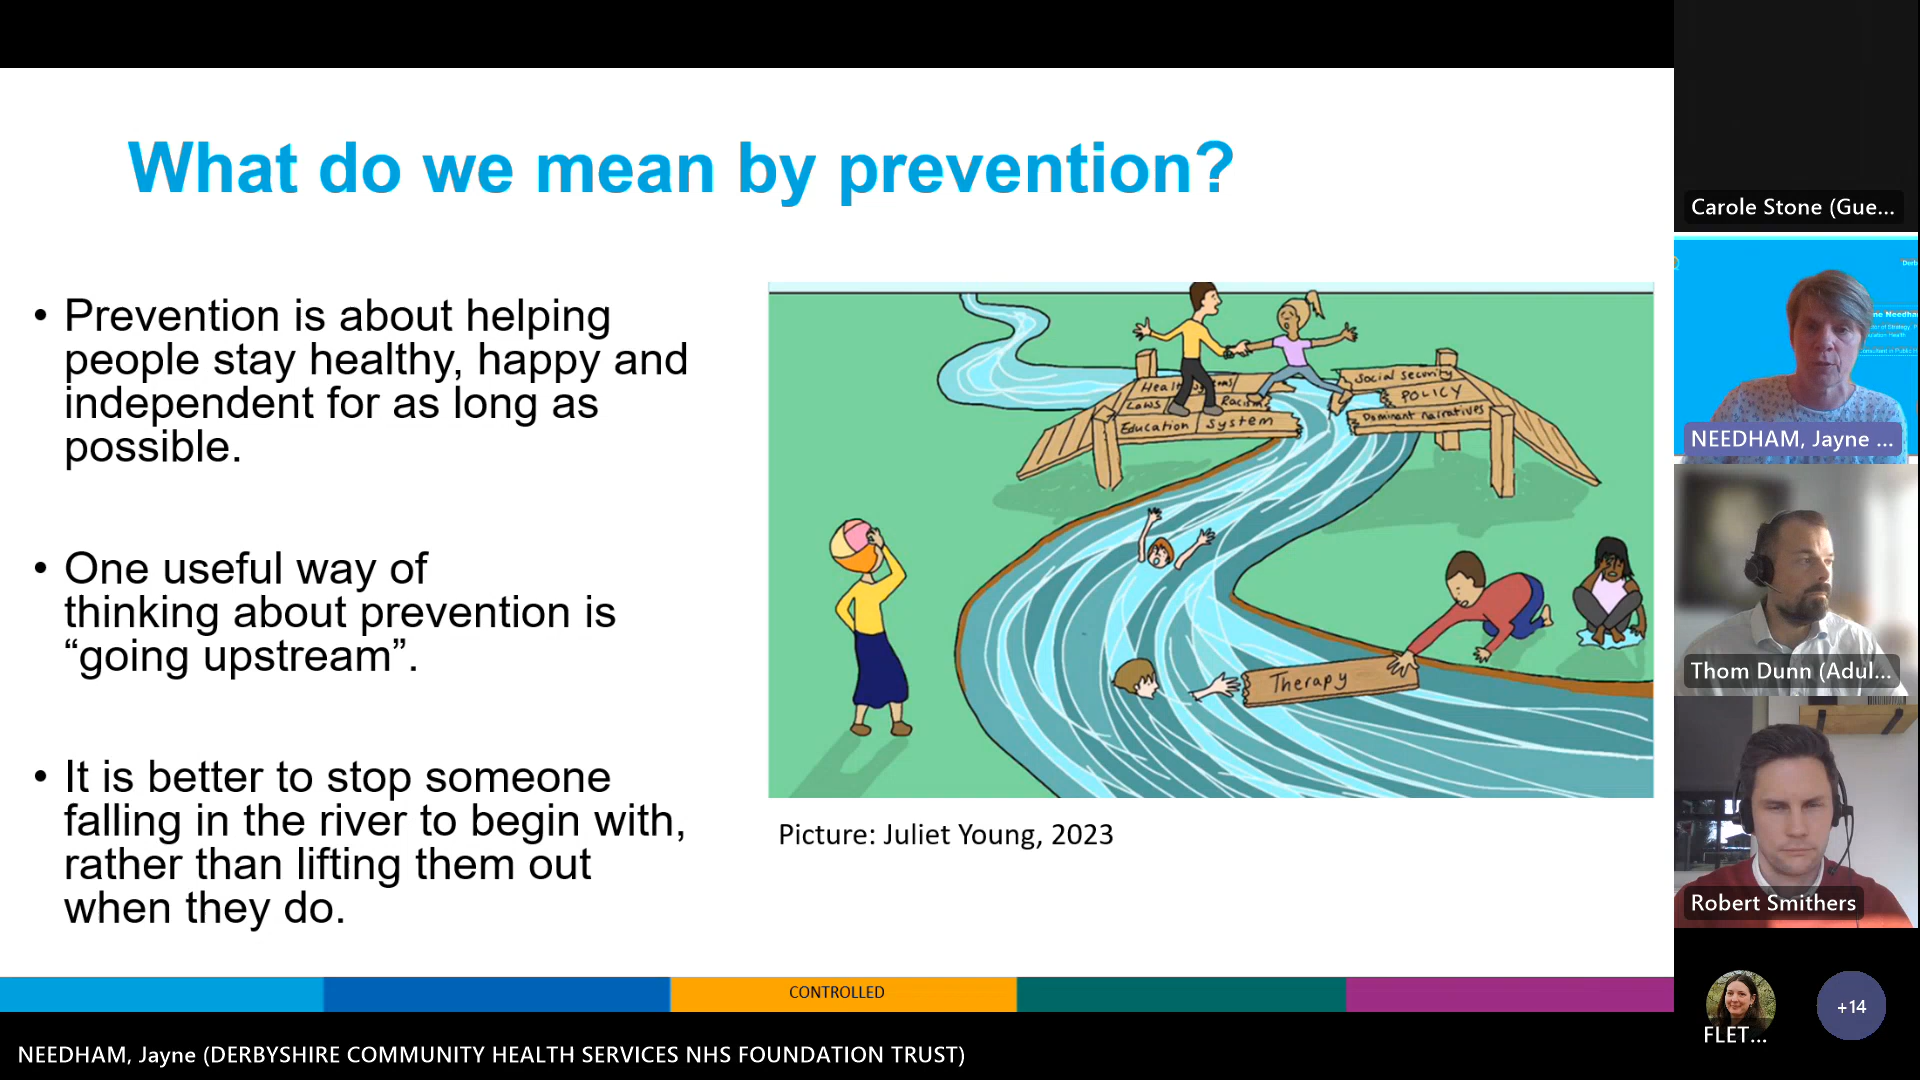 What do we mean by prevention?
• Prevention is about helping
people stay healthy, happy and
independent for as long as
possible.
• One useful way of
thinking about prevention is
“going upstream”.
• It is better to stop someone
falling in the river to begin with,
rather than lifting them out
when they do.
Laws
Education System
Social security
POLICY
Dominant narratives
Therapy
Picture: Juliet Young, 2023
CONTROLLED
NEEDHAM, Jayne (DERBYSHIRE COMMUNITY HEALTH SERVICES NHS FOUNDATION TRUST)
Carole Stone (Gue...
NEEDHAM, Jayne ...
Thom Dunn (Adul...
Robert Smithers
FLET...
+14